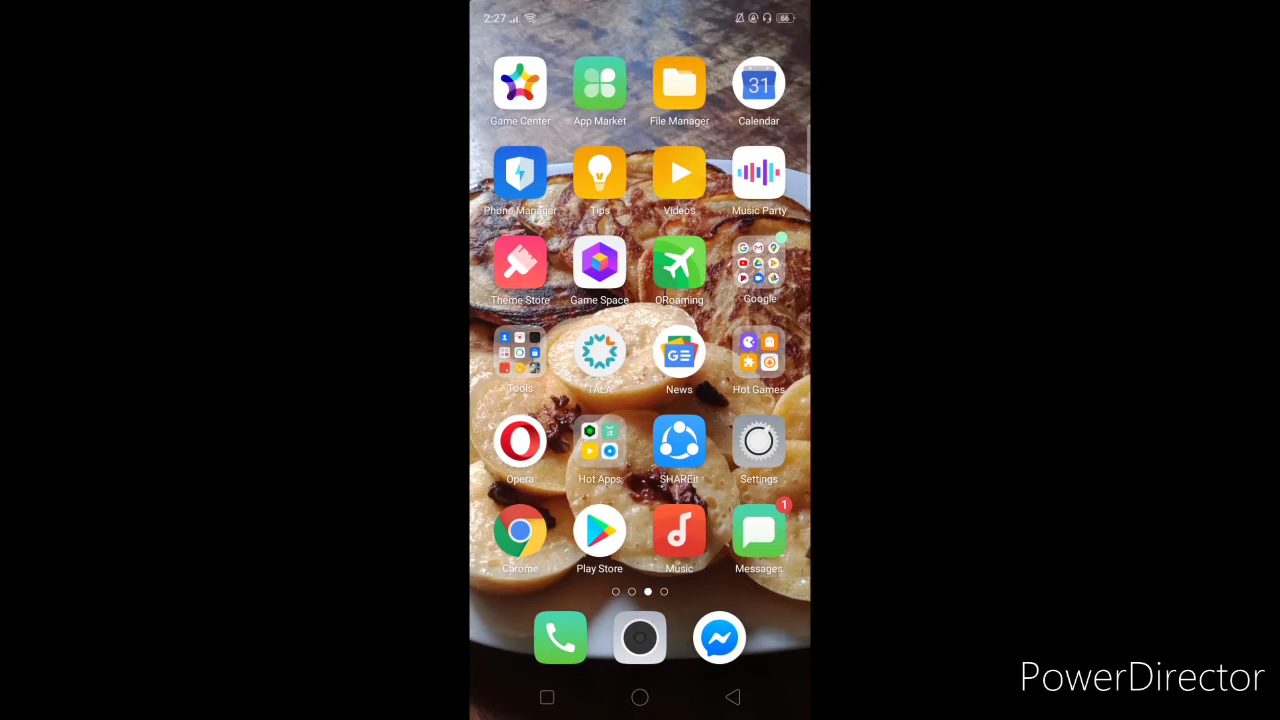 2:27
66
Game Center
App Market
File Manager
31
Calendar
Phone Manager
Tips
Videos
Music Party
Theme Store
Game Space
ORoaming
Google
Tools
TALA
GE
News
Hot Games
Opera
Hot Apps
SHAREit
Settings
1
Chrome
Play Store
Music
Messages
PowerDirector